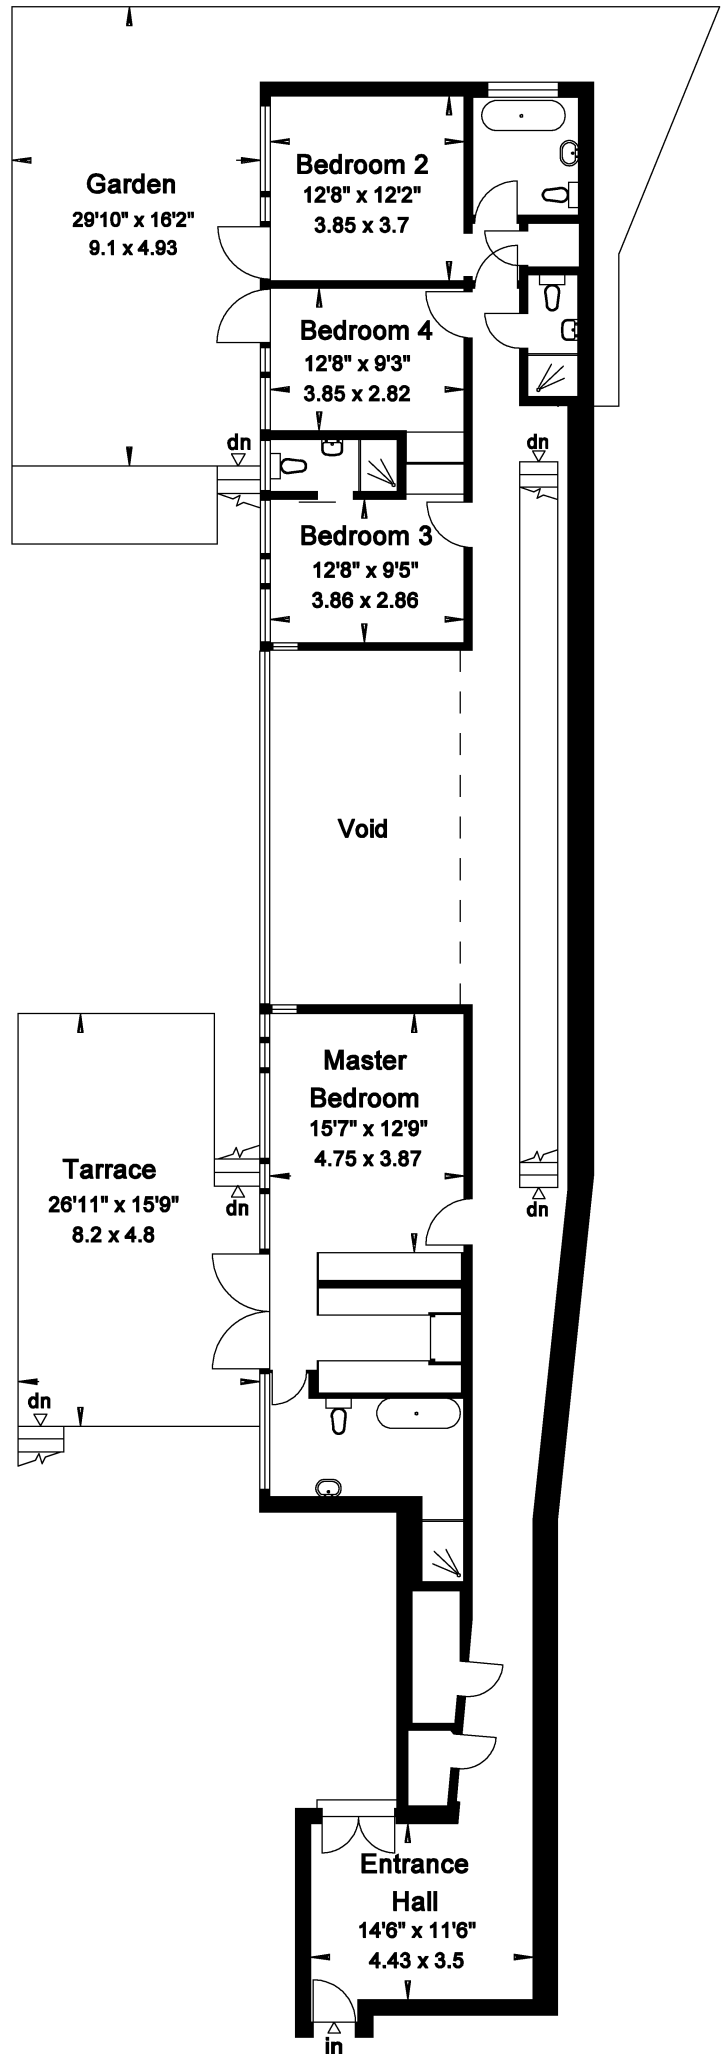 Garden
29'10" x 16'2"
9.1 x 4.93
Bedroom 2
12'8" x 12'2"
3.85 x 3.7
Bedroom 4
12'8" x 9'3"
3.85 x 2.82
dn
dn
Bedroom 3
12'8" x 9'5"
3.86 x 2.86
Void
Master
Bedroom
15'7" x 12'9"
4.75 x 3.87
Tarrace
26'11" x 15'9"
8.2 x 4.8
dn
dn
dn
Entrance
Hall
14'6" x 11'6"
4.43 x 3.5
in